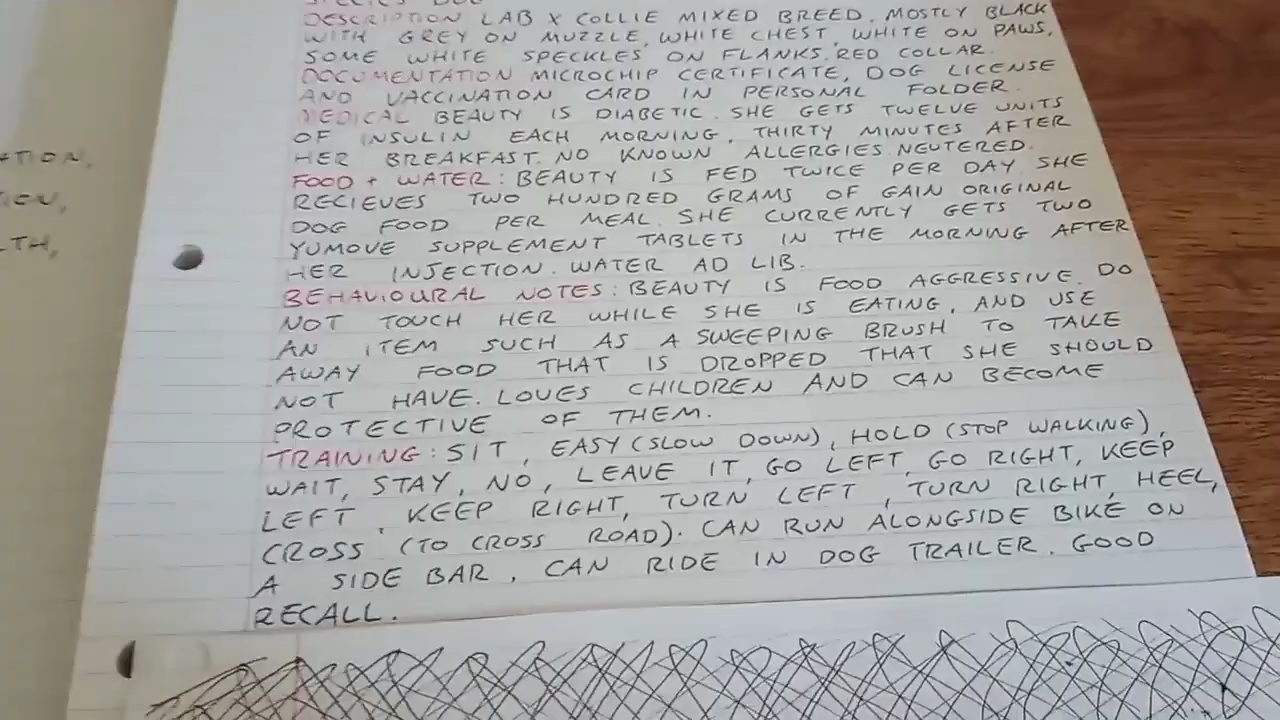 SPECIES DOG
DESCRIPTION LAB X COLLIE MIXED BREED. MOSTLY BLACK
WITH GREY ON MUZZLE, WHITE CHEST, WHITE ON PAWS,
SOME WHITE SPECKLES ON FLANKS. RED COLLAR.
DOCUMENTATION MICROCHIP CERTIFICATE, DOG LICENSE
AND VACCINATION CARD IN PERSONAL FOLDER.
MEDICAL BEAUTY IS DIABETIC. SHE GETS TWELVE UNITS
OF INSULIN EACH MORNING, THIRTY MINUTES AFTER
HER BREAKFAST. NO KNOWN ALLERGIES. NEUTERED.
FOOD + WATER: BEAUTY IS FED TWICE PER DAY. SHE
RECIEVES TWO HUNDRED GRAMS OF GAIN ORIGINAL
DOG FOOD PER MEAL. SHE CURRENTLY GETS TWO
YUMOVE SUPPLEMENT TABLETS IN THE MORNING AFTER
HER INJECTION. WATER AD LIB.
BEHAVIOURAL NOTES: BEAUTY IS FOOD AGGRESSIVE. DO
NOT TOUCH HER WHILE SHE IS EATING, AND USE
AN ITEM SUCH AS A SWEEPING BRUSH TO TAKE
AWAY FOOD THAT IS DROPPED THAT SHE SHOULD
NOT HAVE. LOVES CHILDREN AND CAN BECOME
PROTECTIVE OF THEM.
TRAINING: SIT, EASY (SLOW DOWN), HOLD (STOP WALKING),
WAIT, STAY, NO, LEAVE IT, GO LEFT, GO RIGHT, KEEP
LEFT, KEEP RIGHT, TURN LEFT, TURN RIGHT, HEEL,
CROSS (TO CROSS ROAD). CAN RUN ALONGSIDE BIKE ON
A SIDE BAR, CAN RIDE IN DOG TRAILER. GOOD
RECALL.